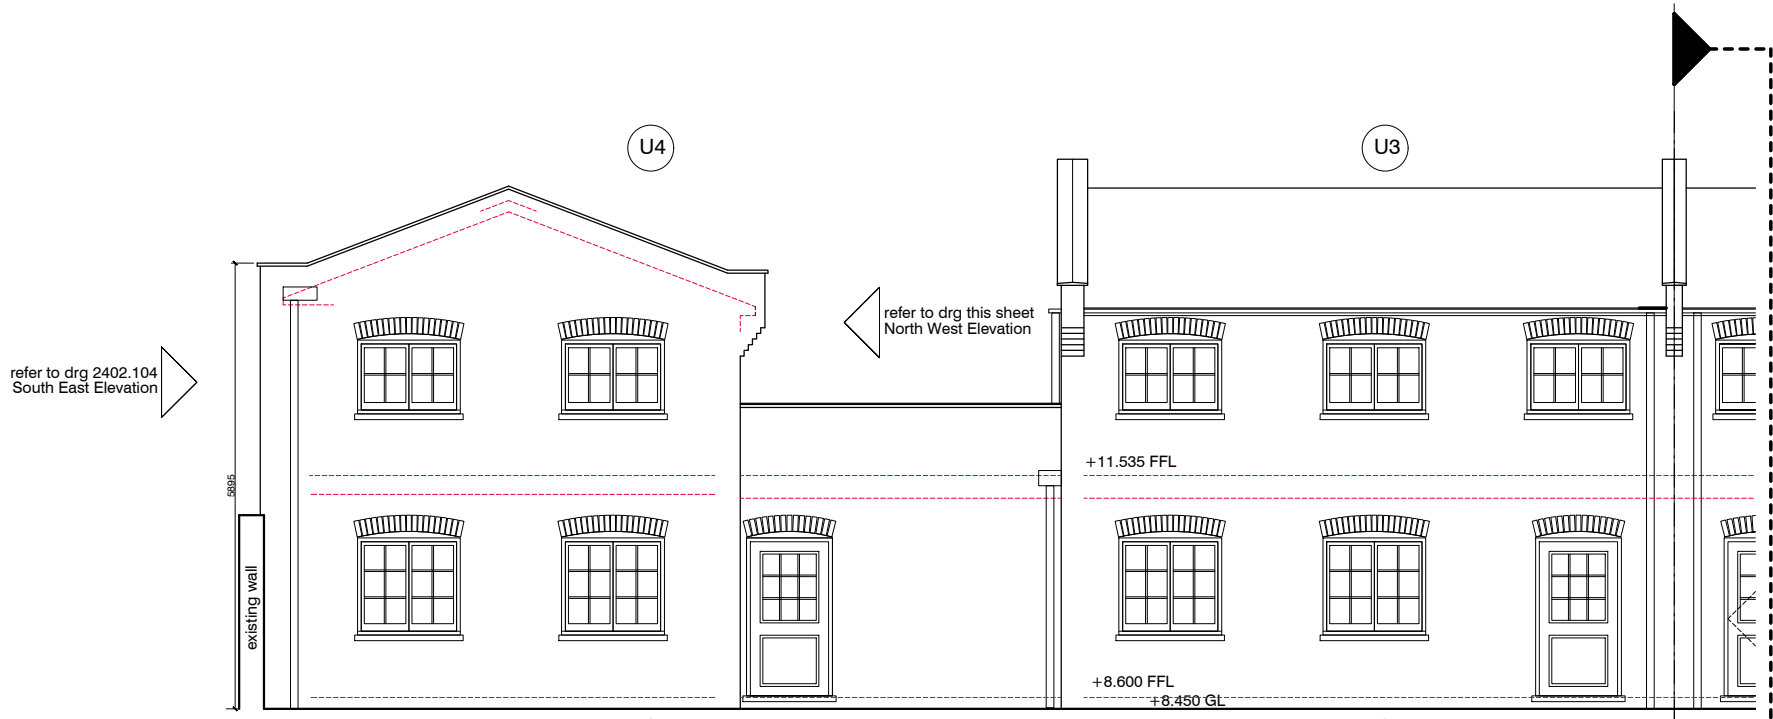 U4
U3
refer to drg this sheet
North West Elevation
refer to drg 2402.104
South East Elevation
+11.535 FFL
5895
existing wall
+8.600 FFL
+8.450 GL